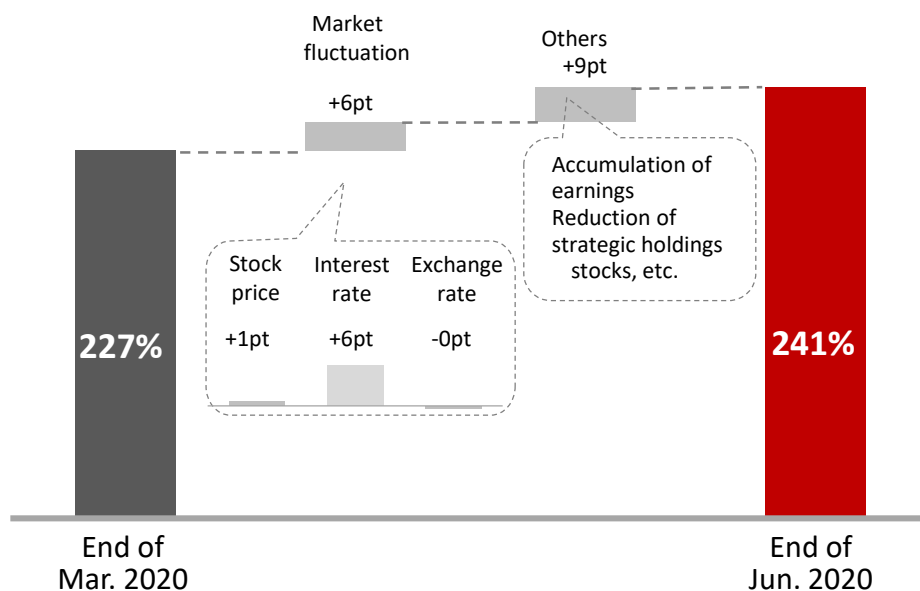 Market
fluctuation
+6pt
Others
+9pt
Accumulation of
earnings
Reduction of
strategic holdings
stocks, etc.
Stock
price
+1pt
Interest
rate
+6pt
Exchange
rate
-0pt
227%
241%
End of
Mar. 2020
End of
Jun. 2020